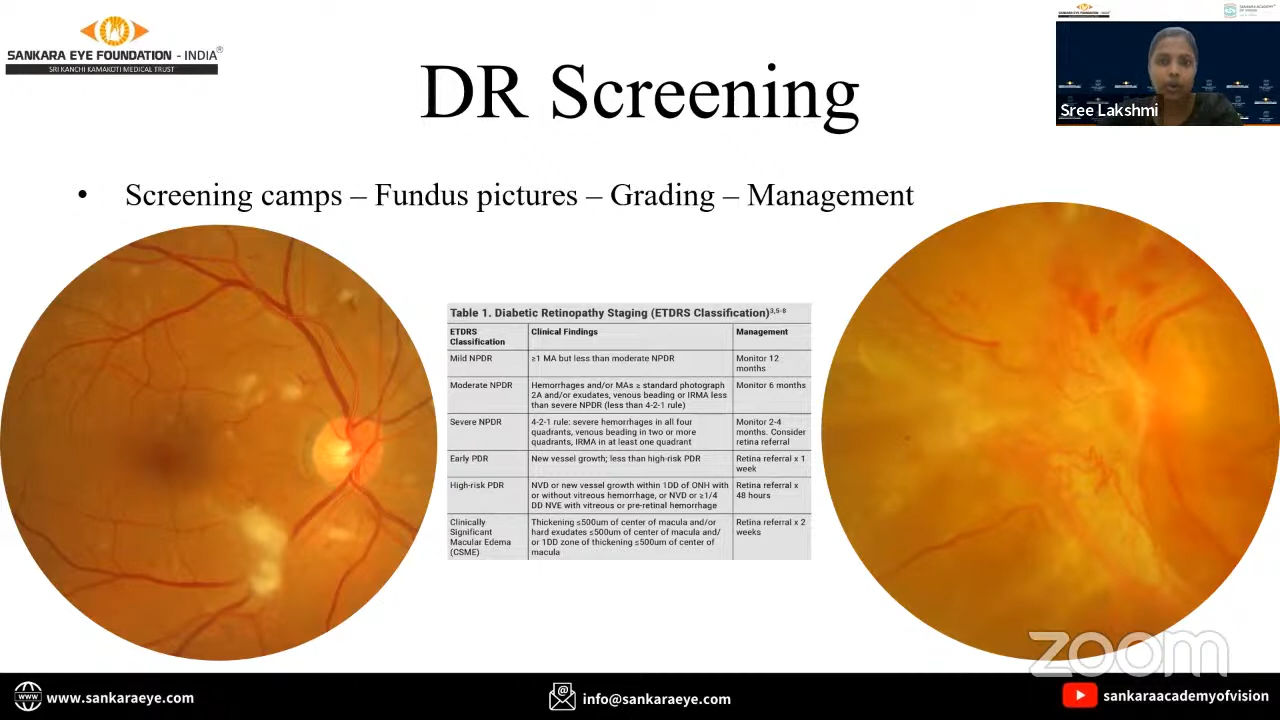 SANKARA EYE FOUNDATION - INDIA®
SRI KANCHI KAMAKOTI MEDICAL TRUST
DR Screening
Sree Lakshmi
• Screening camps – Fundus pictures – Grading – Management
Table 1. Diabetic Retinopathy Staging (ETDRS Classification)3,5-8
ETDRS Classification Clinical Findings Management
Mild NPDR ≥1 MA but less than moderate NPDR Monitor 12 months
Moderate NPDR Hemorrhages and/or MAs ≥ standard photograph 2A and/or exudates, venous beading or IRMA less than severe NPDR (less than 4-2-1 rule) Monitor 6 months
Severe NPDR 4-2-1 rule: severe hemorrhages in all four quadrants, venous beading in two or more quadrants, IRMA in at least one quadrant Monitor 2-4 months. Consider retina referral
Early PDR New vessel growth; less than high-risk PDR Retina referral x 1 week
High-risk PDR NVD or new vessel growth within 1DD of ONH with or without vitreous hemorrhage, or NVD or ≥1/4 DD NVE with vitreous or pre-retinal hemorrhage Retina referral x 48 hours
Clinically Significant Macular Edema (CSME) Thickening ≤500um of center of macula and/or hard exudates ≤500um of center of macula and/or 1DD zone of thickening ≤500um of center of macula Retina referral x 2 weeks
zoom
www.sankaraeye.com
info@sankaraeye.com
sankaraacademyofvision